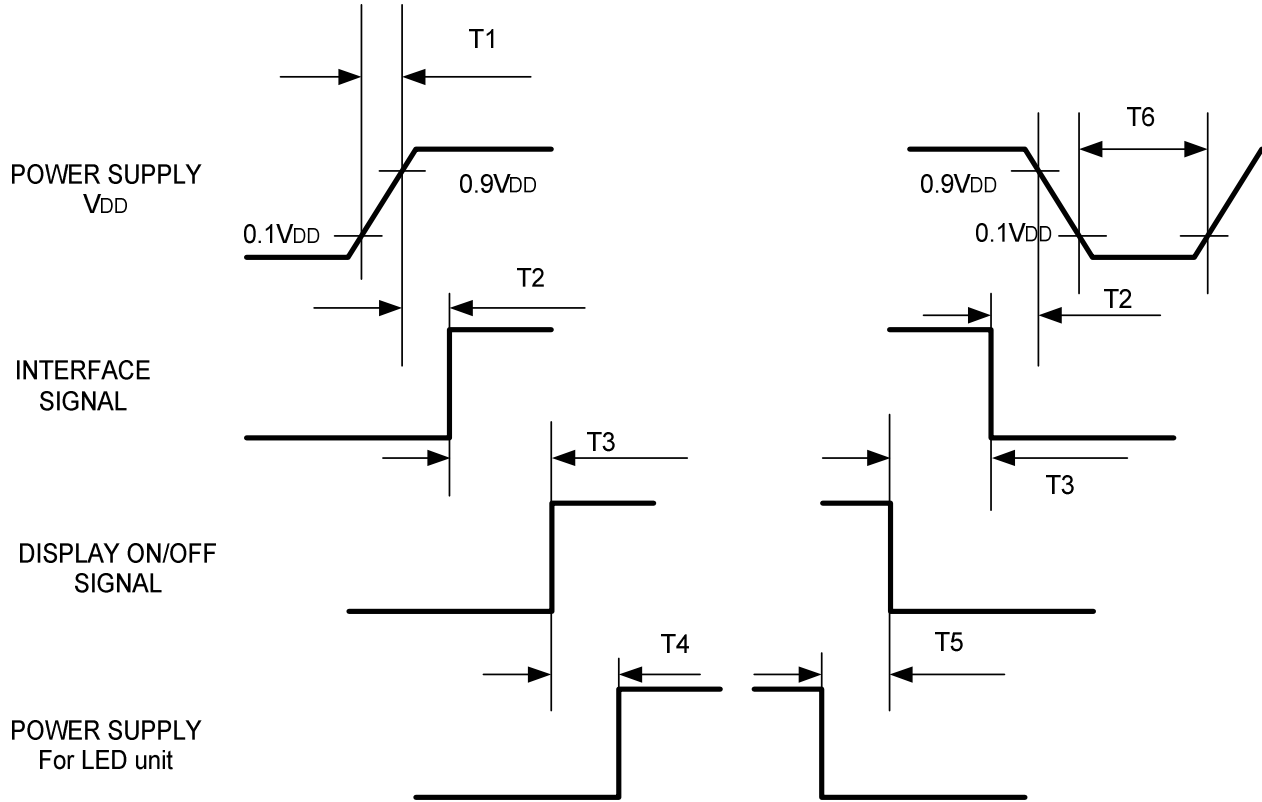 T1
T6
POWER SUPPLY
VDD
0.9VDD
0.9VDD
0.1VDD
0.1VDD
T2
T2
INTERFACE
SIGNAL
T3
T3
DISPLAY ON/OFF
SIGNAL
T4
T5
POWER SUPPLY
For LED unit